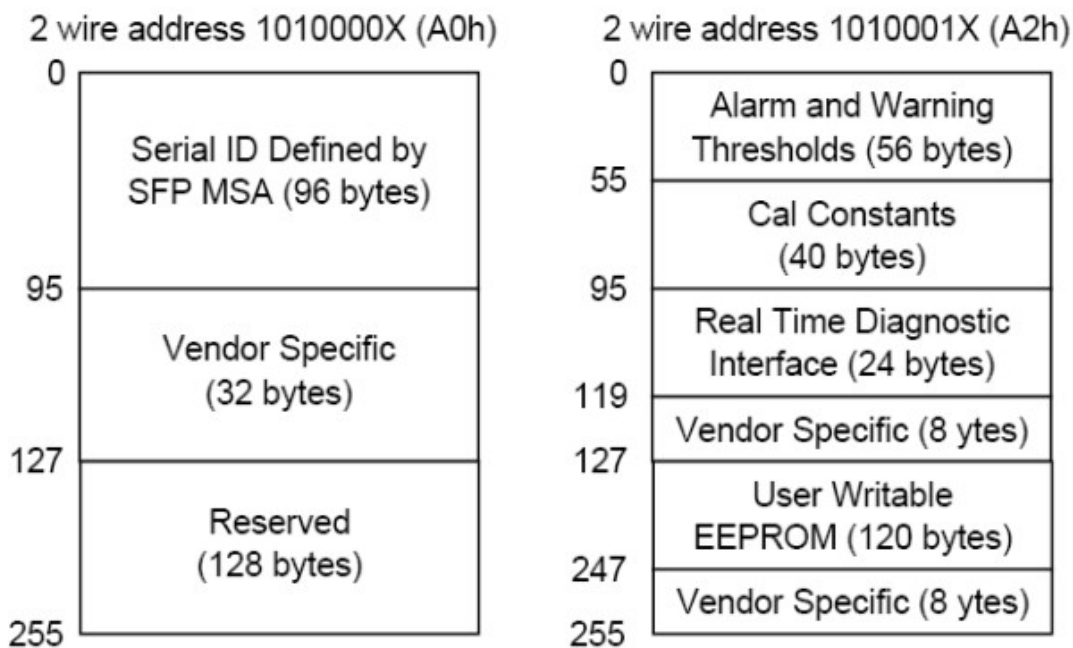 2 wire address 1010000X (A0h)
0
Serial ID Defined by
SFP MSA (96 bytes)
95
Vendor Specific
(32 bytes)
127
Reserved
(128 bytes)
255
2 wire address 1010001X (A2h)
0
Alarm and Warning
Thresholds (56 bytes)
55
Cal Constants
(40 bytes)
95
Real Time Diagnostic
Interface (24 bytes)
119
Vendor Specific (8 ytes)
127
User Writable
EEPROM (120 bytes)
247
Vendor Specific (8 ytes)
255